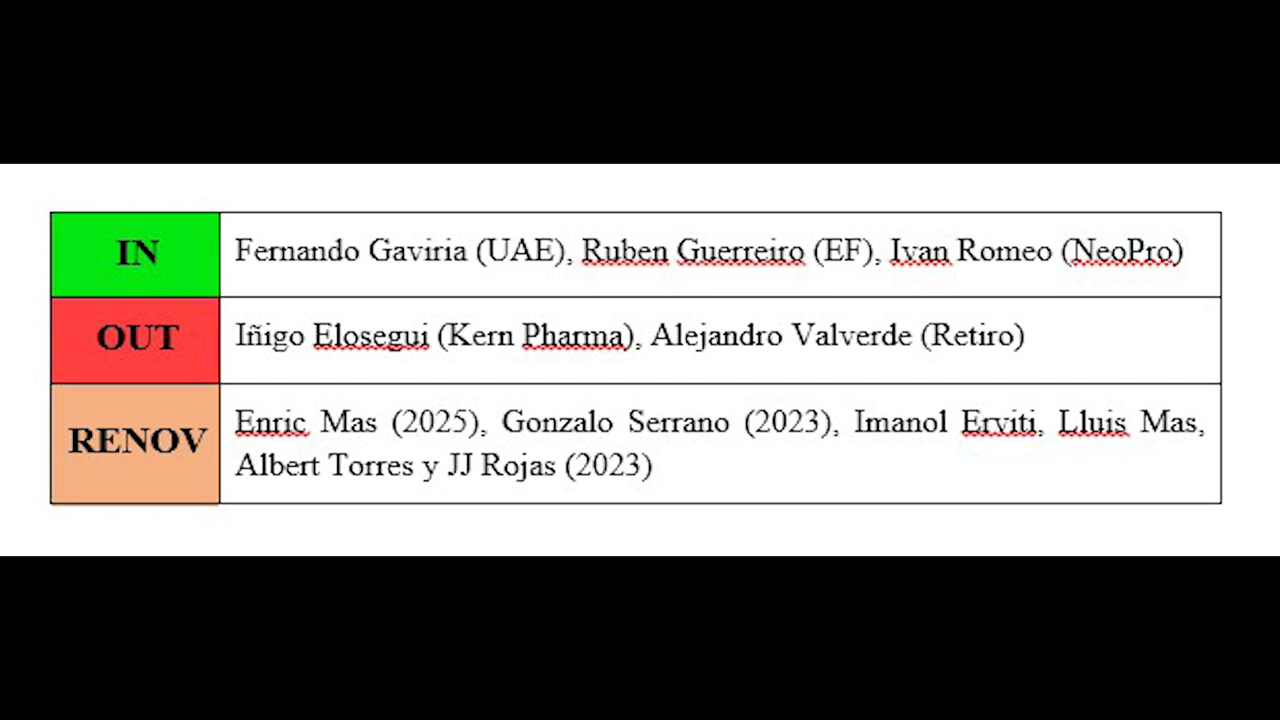 IN
Fernando Gaviria (UAE), Ruben Guerreiro (EF), Ivan Romeo (NeoPro)
OUT
Iñigo Elosegui (Kern Pharma), Alejandro Valverde (Retiro)
RENOV
Enric Mas (2025), Gonzalo Serrano (2023), Imanol Erviti, Lluis Mas,
Albert Torres y JJ Rojas (2023)